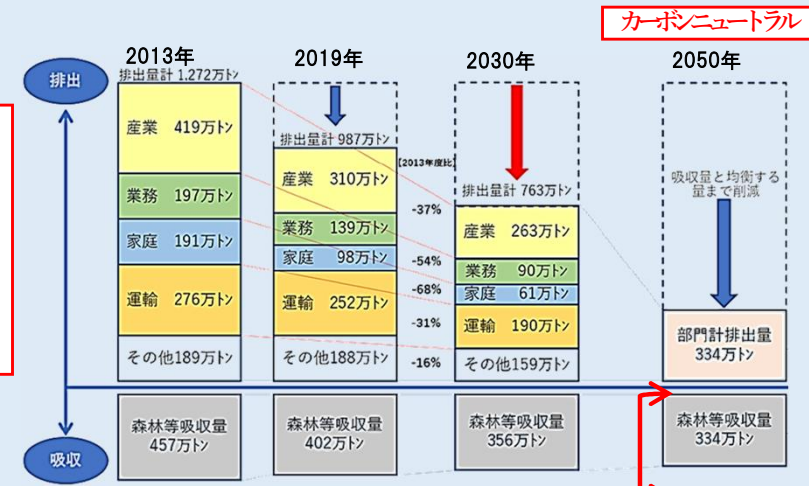 カーボンニュートラル
2013年
2019年
2030年
2050年
排出
排出量計 1,272万トン
産業 419万トン
業務 197万トン
家庭 191万トン
運輸 276万トン
その他189万トン
森林等吸収量
457万トン
排出量計 987万トン
産業 310万トン
業務 139万トン
家庭 98万トン
運輸 252万トン
その他188万トン
森林等吸収量
402万トン
【2013年度比】
-37%
-54%
-68%
-31%
-16%
排出量計 763万トン
産業 263万トン
業務 90万トン
家庭 61万トン
運輸 190万トン
その他159万トン
森林等吸収量
356万トン
吸収量と均衡する
量まで削減
部門計排出量
334万トン
森林等吸収量
334万トン
吸収